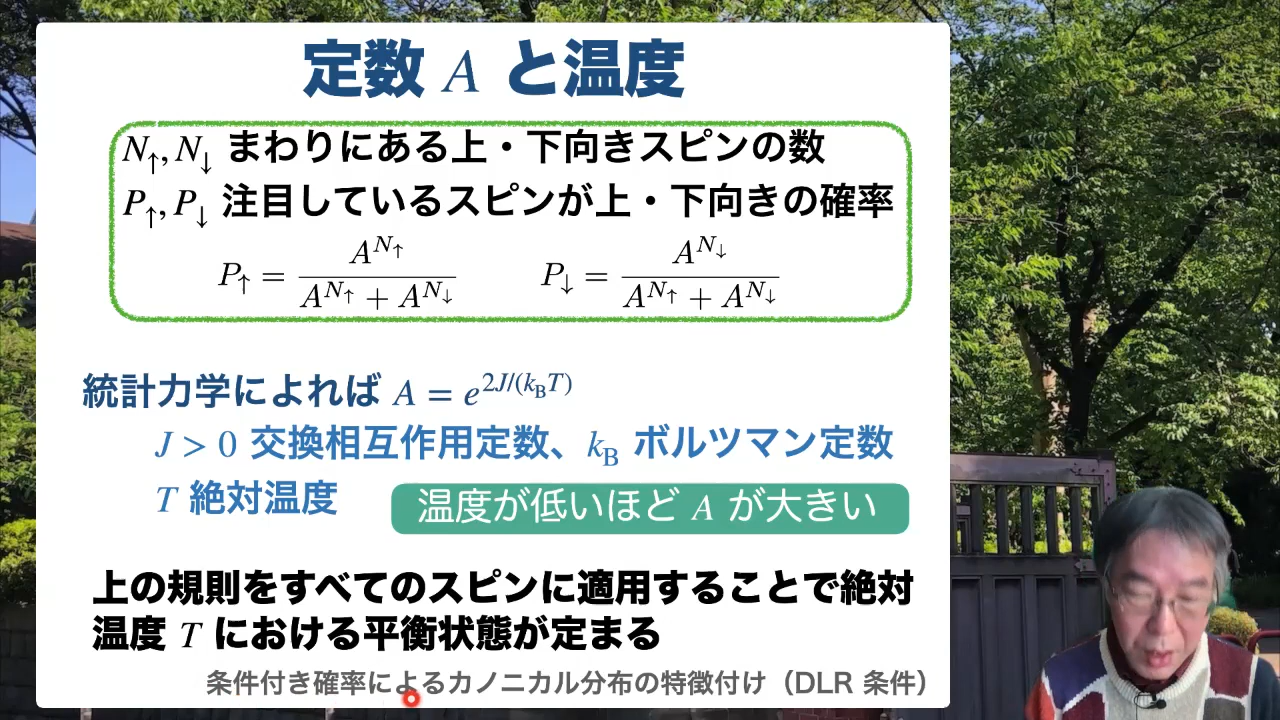 定数 A と温度
N↑, N↓ まわりにある上・下向きスピンの数
P↑, P↓ 注目しているスピンが上・下向きの確率
P↑ = A^{N↑} / (A^{N↑} + A^{N↓})  P↓ = A^{N↓} / (A^{N↑} + A^{N↓})
統計力学によれば A = e^{2J/(k_B T)}
J > 0 交換相互作用定数、k_B ボルツマン定数
T 絶対温度
温度が低いほど A が大きい
上の規則をすべてのスピンに適用することで絶対
温度 T における平衡状態が定まる
条件付き確率によるカノニカル分布の特徴付け（DLR 条件）